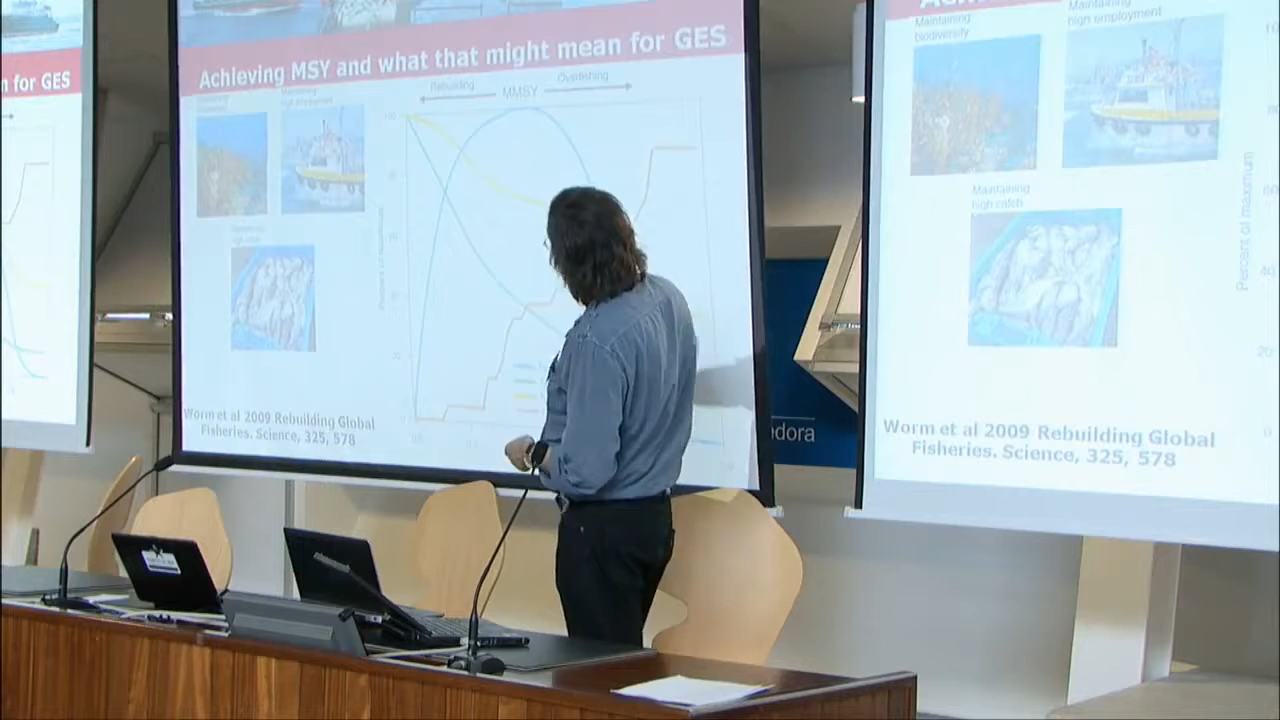 n for GES
Achieving MSY and what that might mean for GES
Rebuilding
Overfishing
MMSY
100
Worm et al 2009 Rebuilding Global
Fisheries. Science, 325, 578
Maintaining
biodiversity
Maintaining
high employment
Maintaining
high catch
Percent of maximum
Worm et al 2009 Rebuilding Global
Fisheries. Science, 325, 578
edora